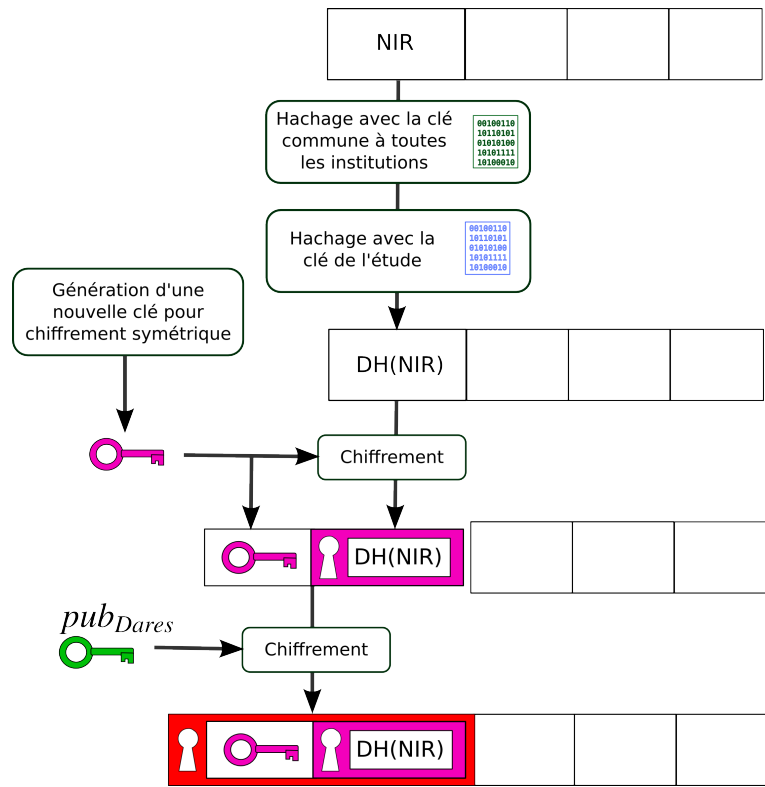 NIR
Hachage avec la clé
commune à toutes
les institutions
00100110
10110101
01010100
10101111
10100010
Hachage avec la
clé de l'étude
00100110
10110101
01010100
10101111
10100010
Génération d'une
nouvelle clé pour
chiffrement symétrique
DH(NIR)
Chiffrement
DH(NIR)
pubDares
Chiffrement
DH(NIR)